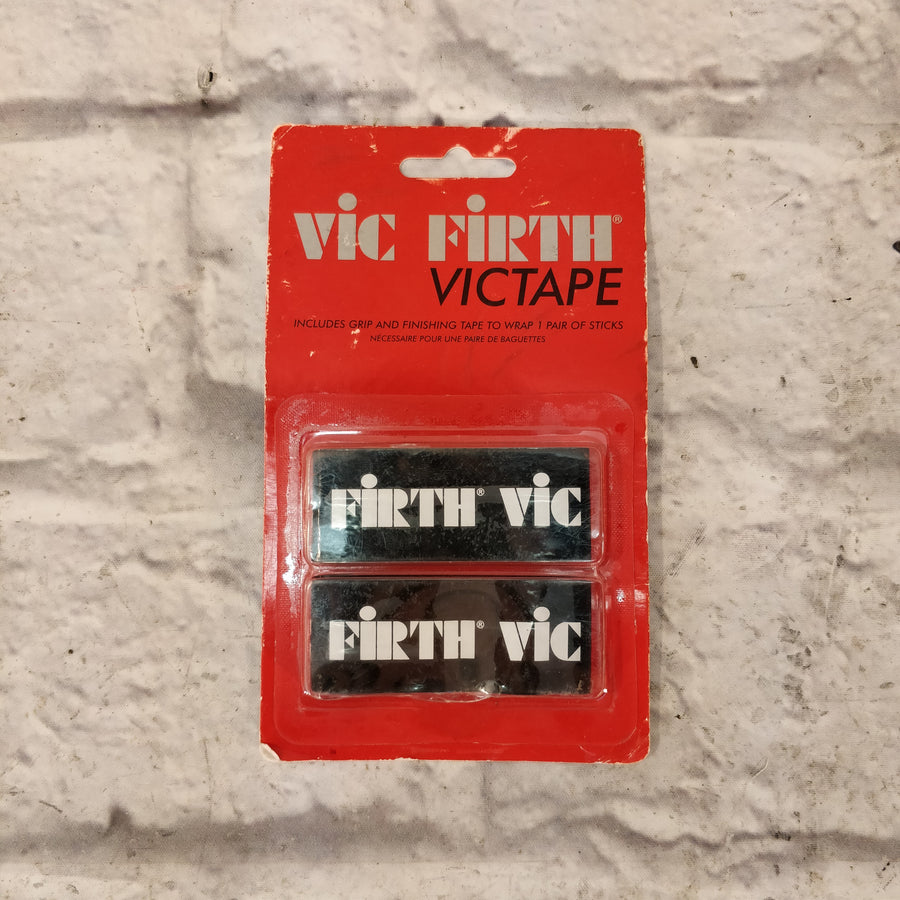 ViC FiRTH®
VICTAPE
INCLUDES GRIP AND FINISHING TAPE TO WRAP 1 PAIR OF STICKS
NÉCESSAIRE POUR UNE PAIRE DE BAGUETTES
FiRTH® ViC
FiRTH® ViC